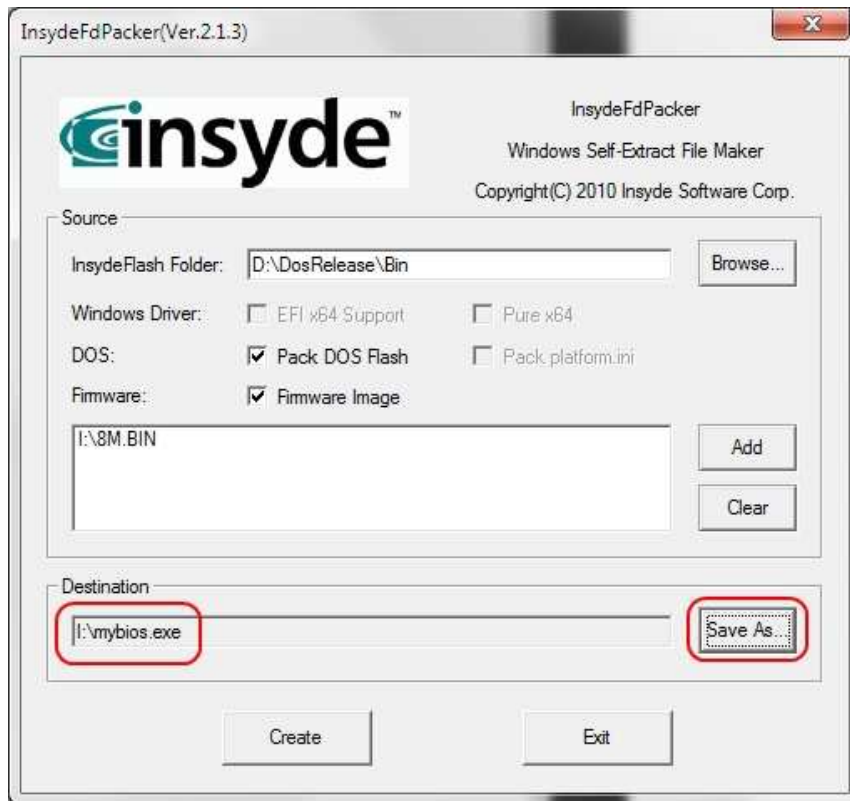 InsydeFdPacker(Ver.2.1.3)
insyde™
InsydeFdPacker
Windows Self-Extract File Maker
Copyright(C) 2010 Insyde Software Corp.
Source
InsydeFlash Folder: D:\DosRelease\Bin Browse...
Windows Driver: EFI x64 Support Pure x64
DOS: Pack DOS Flash Pack platform.ini
Firmware: Firmware Image
I:\8M.BIN
Add
Clear
Destination
I:\mybios.exe Save As...
Create Exit